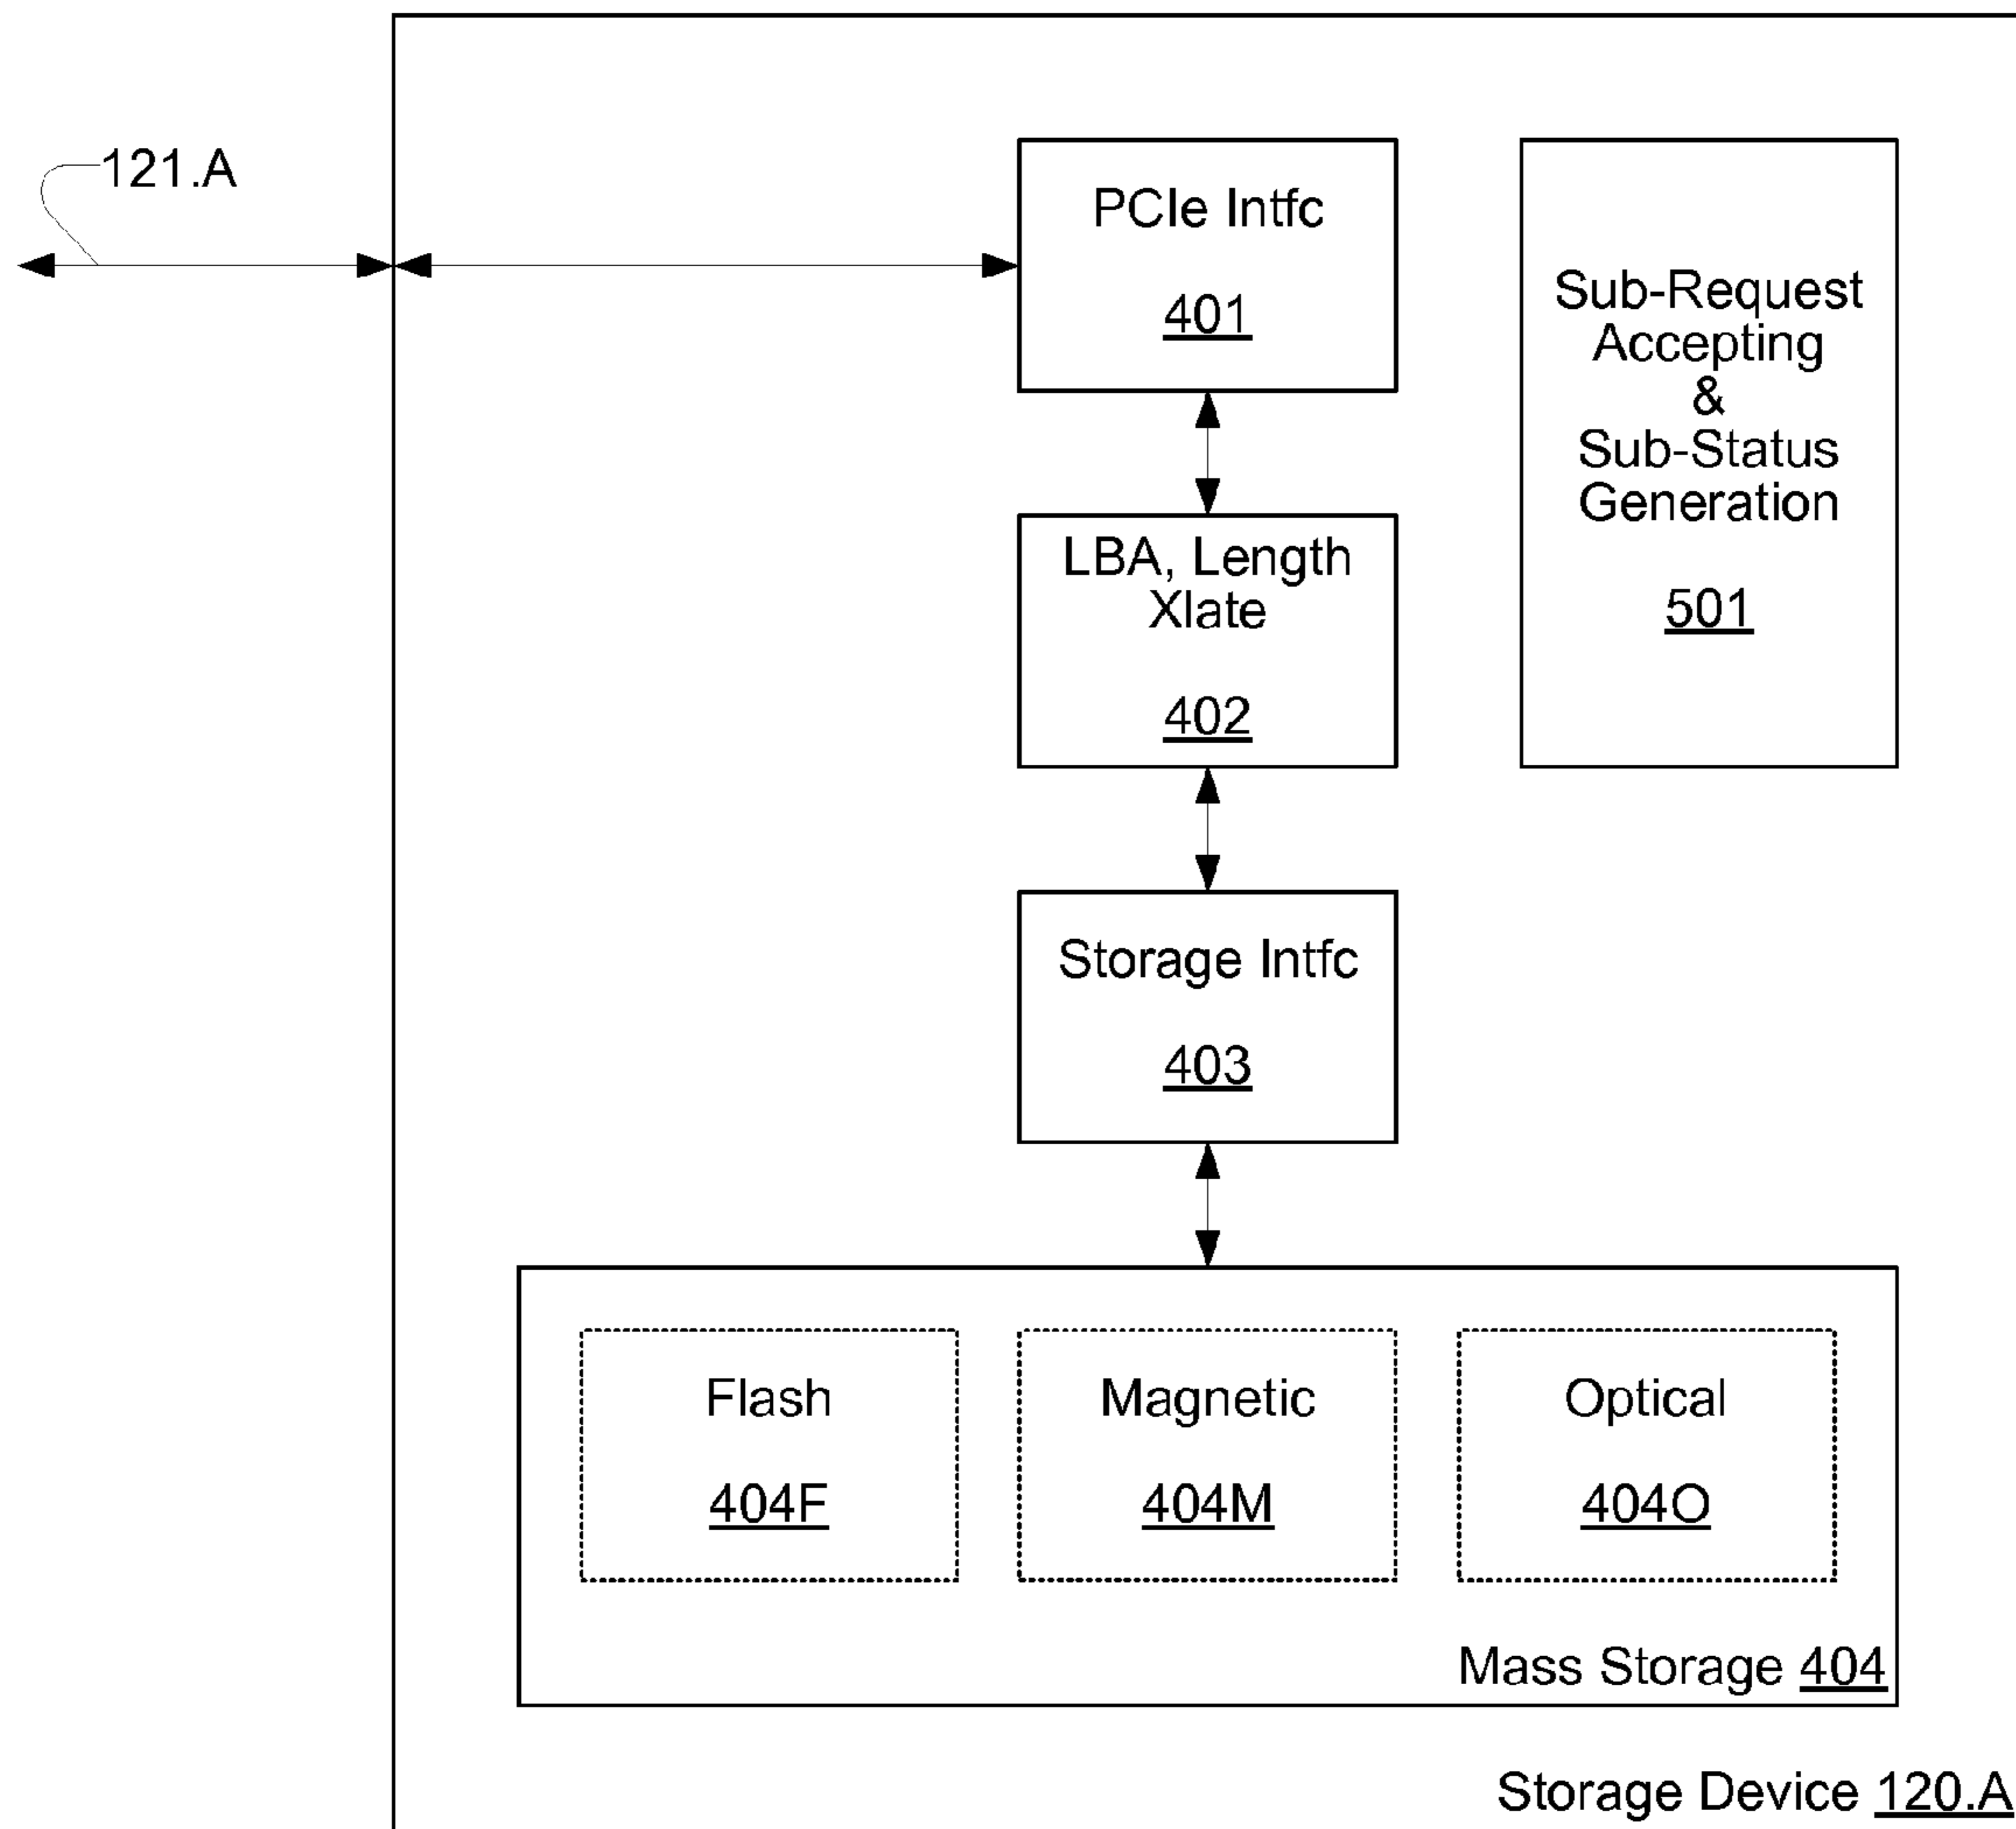 121.A
PCIe Intfc
401
Sub-Request
Accepting
&
Sub-Status
Generation
501
LBA, Length
Xlate
402
Storage Intfc
403
Flash
404F
Magnetic
404M
Optical
404O
Mass Storage 404
Storage Device 120.A